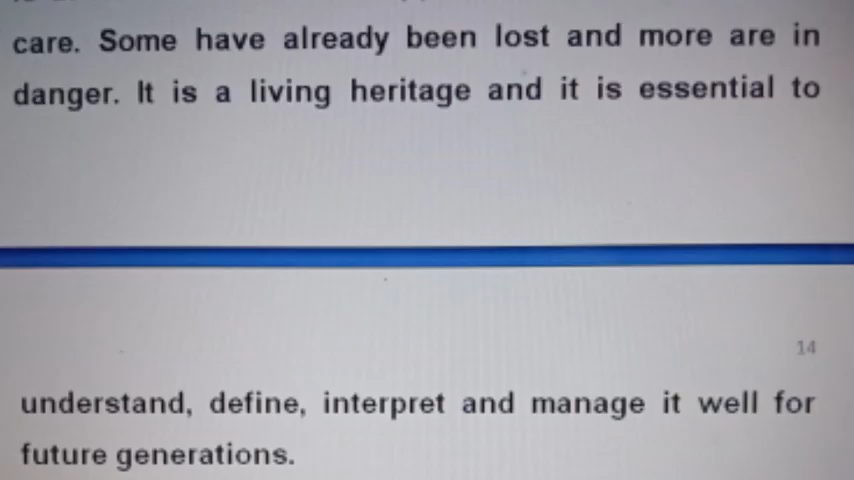 care. Some have already been lost and more are in
danger. It is a living heritage and it is essential to
14
understand, define, interpret and manage it well for
future generations.